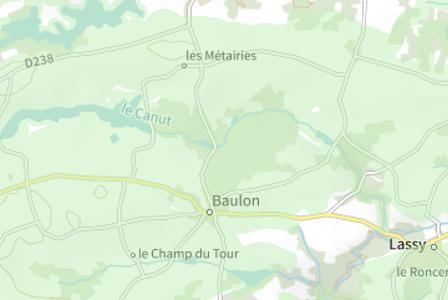 les Métairies
D238
le Canut
Baulon
Lassy
le Champ du Tour
le Roncer